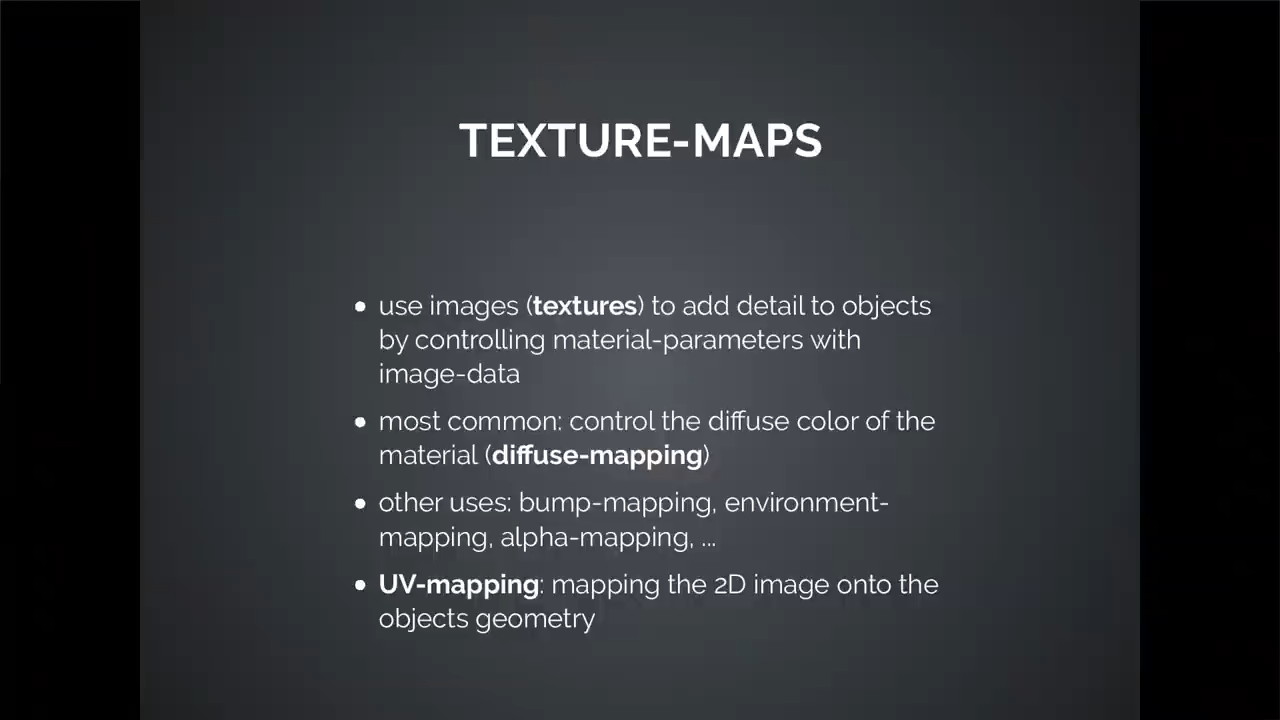 TEXTURE-MAPS
• use images (textures) to add detail to objects
by controlling material-parameters with
image-data
• most common: control the diffuse color of the
material (diffuse-mapping)
• other uses: bump-mapping, environment-
mapping, alpha-mapping, ...
• UV-mapping: mapping the 2D image onto the
objects geometry